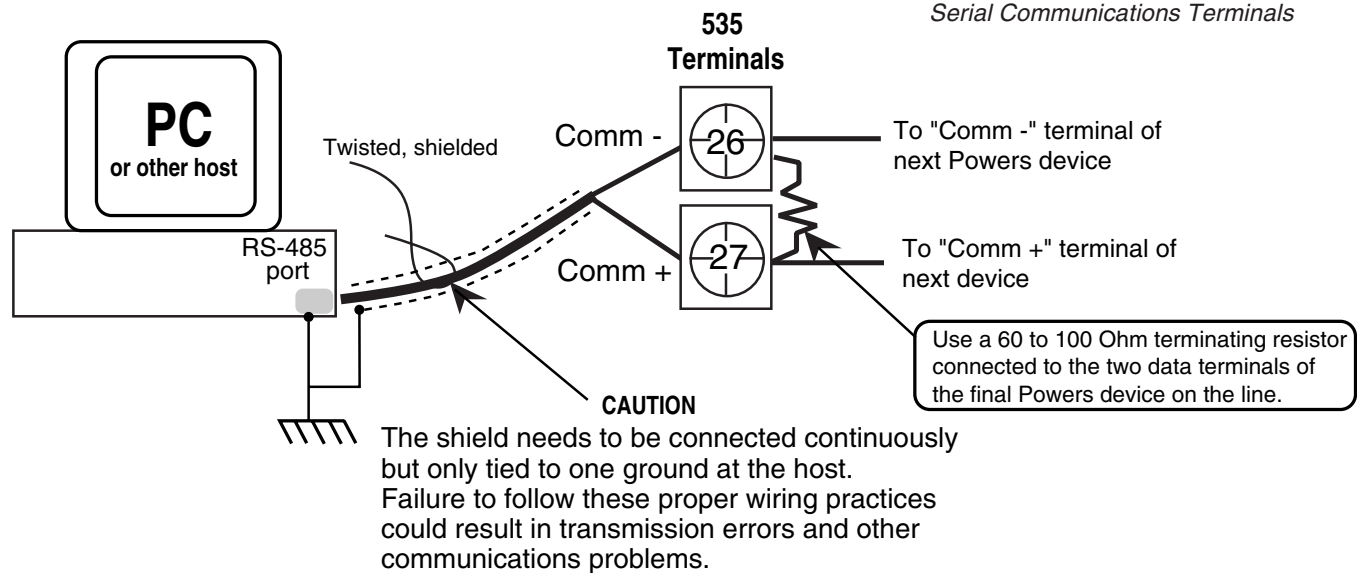 Serial Communications Terminals
535
Terminals
PC
or other host
Twisted, shielded
Comm -
26
To "Comm -" terminal of
next Powers device
RS-485
port
Comm +
27
To "Comm +" terminal of
next device
Use a 60 to 100 Ohm terminating resistor
connected to the two data terminals of
the final Powers device on the line.
CAUTION
The shield needs to be connected continuously
but only tied to one ground at the host.
Failure to follow these proper wiring practices
could result in transmission errors and other
communications problems.